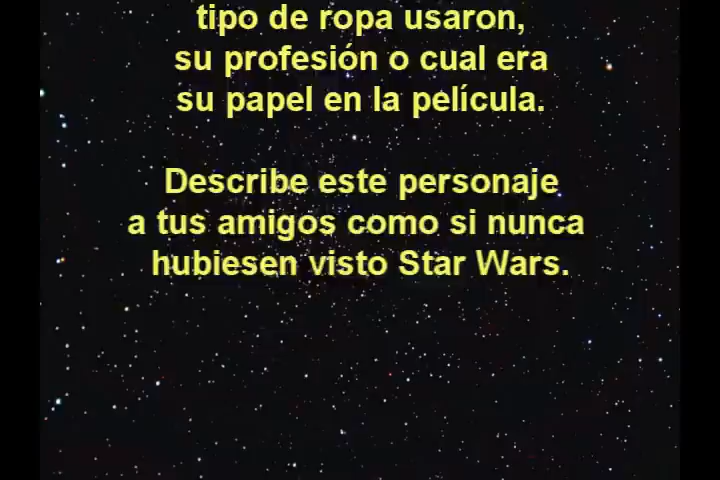 tipo de ropa usaron,
su profesión o cual era
su papel en la película.
Describe este personaje
a tus amigos como si nunca
hubiesen visto Star Wars.